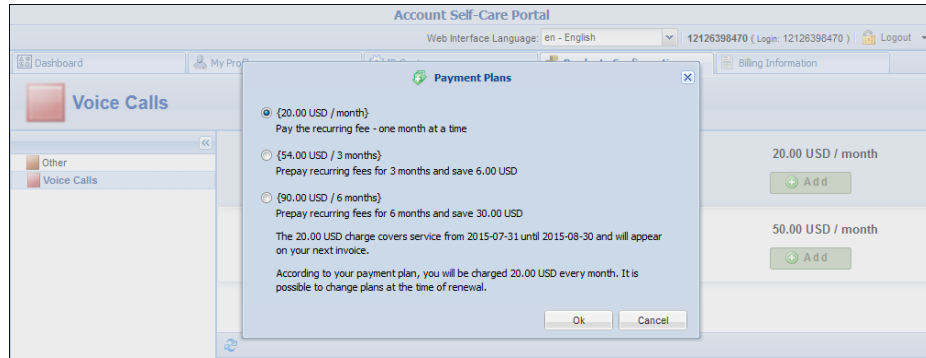 Account Self-Care Portal
Web Interface Language: en - English 12126398470 ( Login: 12126398470 ) Logout
Dashboard My Pro Billing Information
Payment Plans
Voice Calls
{20.00 USD / month}
Pay the recurring fee - one month at a time
{54.00 USD / 3 months}
Prepay recurring fees for 3 months and save 6.00 USD
{90.00 USD / 6 months}
Prepay recurring fees for 6 months and save 30.00 USD
The 20.00 USD charge covers service from 2015-07-31 until 2015-08-30 and will appear
on your next invoice.
According to your payment plan, you will be charged 20.00 USD every month. It is
possible to change plans at the time of renewal.
Ok Cancel
Other
Voice Calls
20.00 USD / month
Add
50.00 USD / month
Add